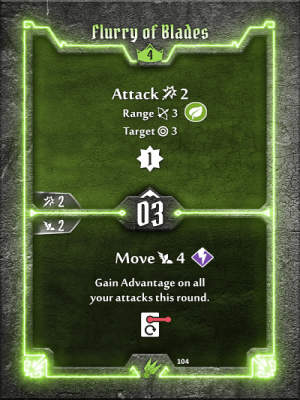 Flurry of Blades
4
Attack 2
Range 3
Target 3
1
2
03
2
Move 4
Gain Advantage on all
your attacks this round.
104